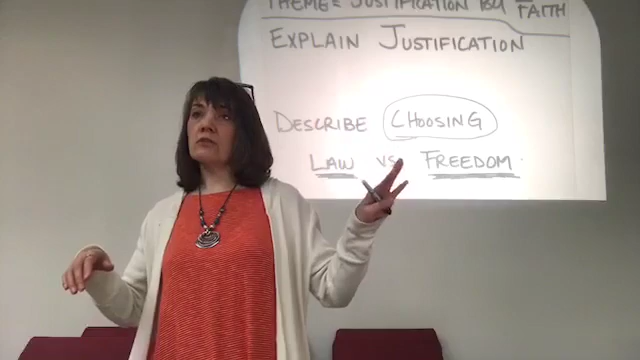 THEME = JUSTIFICATION BY FAITH
EXPLAIN JUSTIFICATION
DESCRIBE CHOOSING
LAW VS FREEDOM